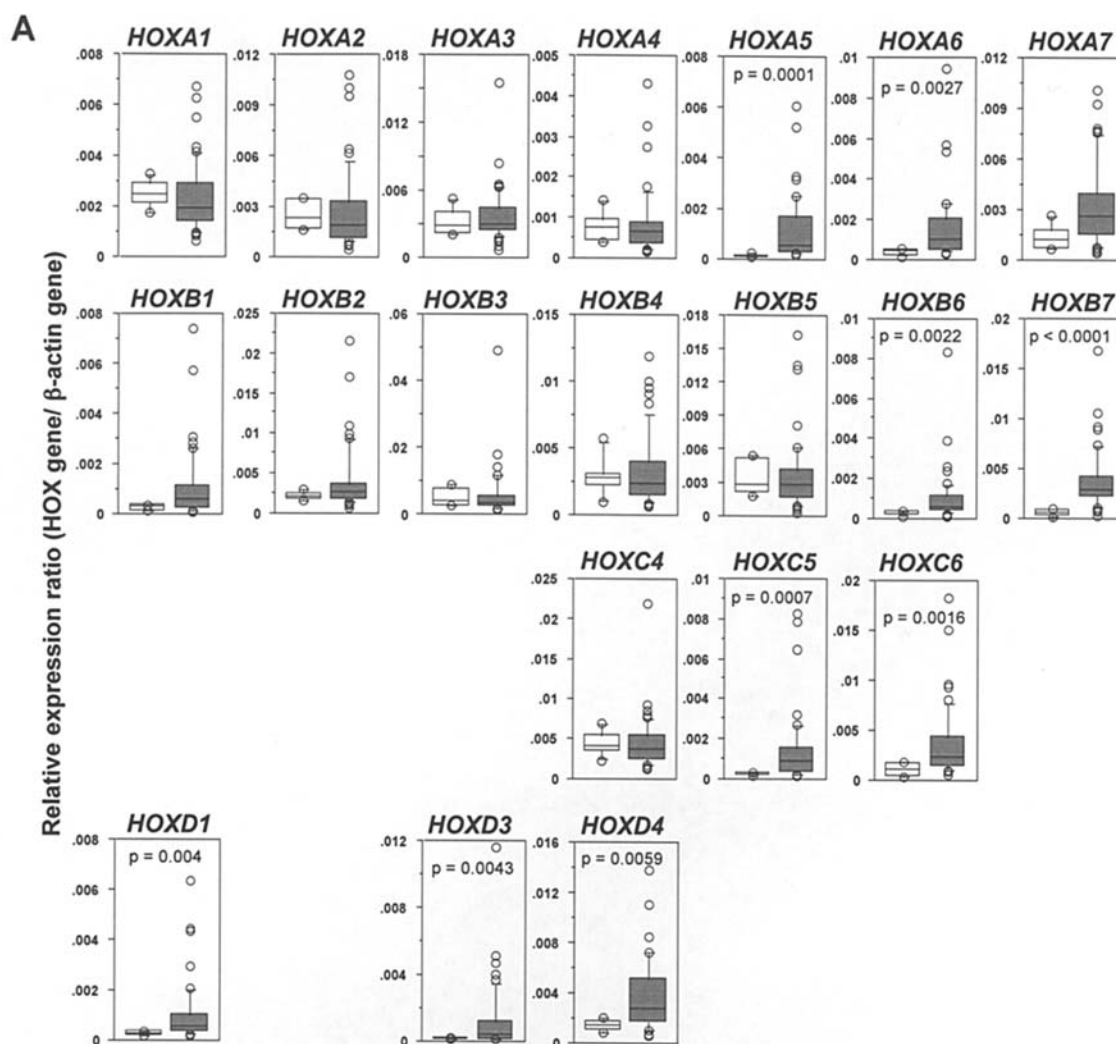 A
HOXA1 HOXA2 HOXA3 HOXA4 HOXA5 HOXA6 HOXA7
.008 .006 .004 .002 0
.012 .009 .006 .003 0
.018 .012 .006 0
.005 .004 .003 .002 .001 0
.008 .006 .004 .002 0
p = 0.0001
.01 .008 .006 .004 .002 0
p = 0.0027
.012 .009 .006 .003 0
Relative expression ratio (HOX gene/ β-actin gene)
HOXB1 HOXB2 HOXB3 HOXB4 HOXB5 HOXB6 HOXB7
.008 .006 .004 .002 0
.025 .02 .015 .01 .005 0
.06 .04 .02 0
.015 .01 .005 0
.018 .015 .012 .009 .006 .003 0
.01 .008 .006 .004 .002 0
p = 0.0022
.02 .015 .01 .005 0
p < 0.0001
HOXC4 HOXC5 HOXC6
.025 .02 .015 .01 .005 0
.01 .008 .006 .004 .002 0
p = 0.0007
.02 .015 .01 .005 0
p = 0.0016
HOXD1 HOXD3 HOXD4
.008 .006 .004 .002 0
p = 0.004
.012 .008 .004 0
p = 0.0043
.016 .012 .008 .004 0
p = 0.0059